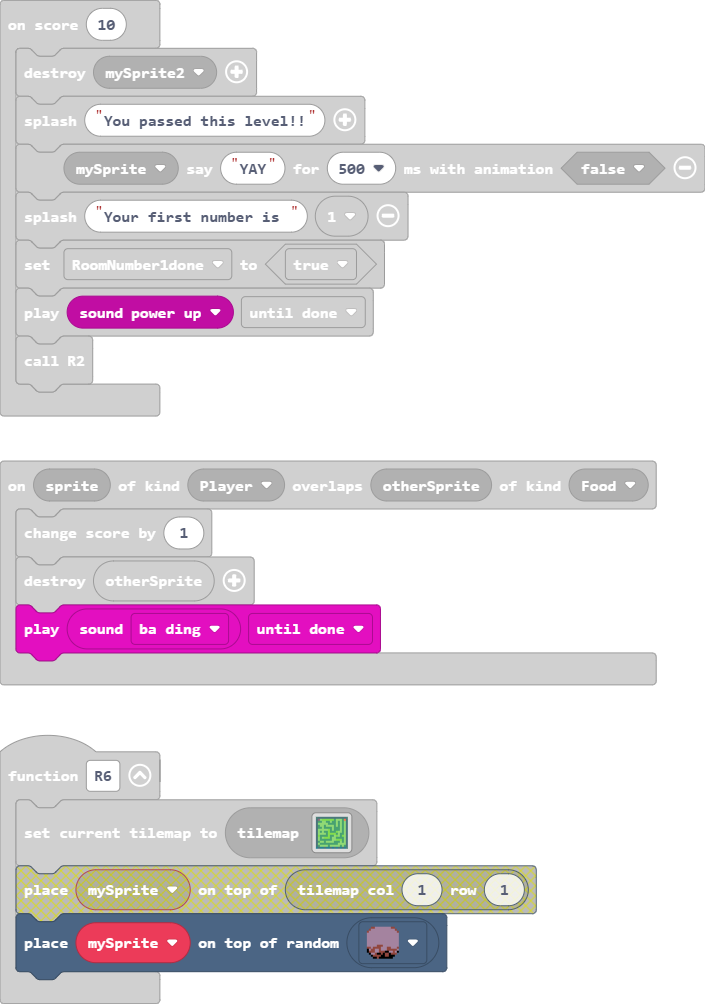 on score 10
destroy mySprite2
splash "You passed this level!!"
mySprite say "YAY" for 500 ms with animation false
splash "Your first number is " 1
set RoomNumber1done to true
play sound power up until done
call R2
on sprite of kind Player overlaps otherSprite of kind Food
change score by 1
destroy otherSprite
play sound ba ding until done
function R6
set current tilemap to tilemap
place mySprite on top of tilemap col 1 row 1
place mySprite on top of random